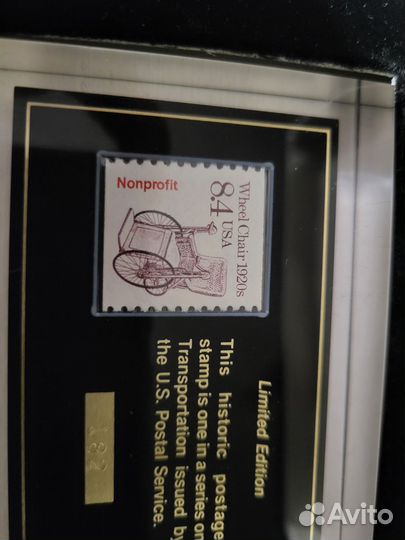 Nonprofit
Wheel Chair 1920s
8.4
USA
Limited Edition
This historic postage
stamp is one in a series on
Transportation issued by
the U.S. Postal Service.
182
Avito